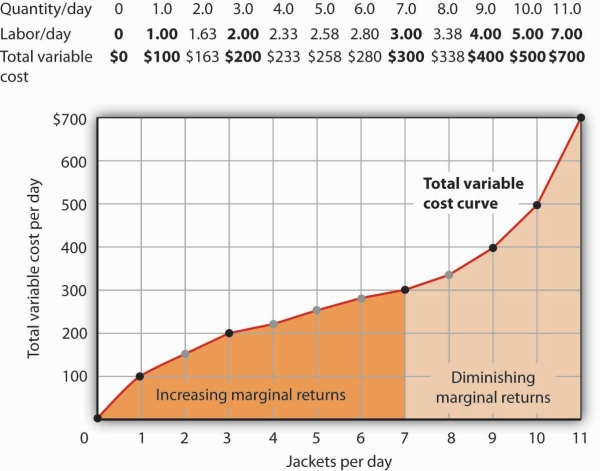 Quantity/day 0 1.0 2.0 3.0 4.0 5.0 6.0 7.0 8.0 9.0 10.0 11.0
Labor/day 0 1.00 1.63 2.00 2.33 2.58 2.80 3.00 3.38 4.00 5.00 7.00
Total variable $0 $100 $163 $200 $233 $258 $280 $300 $338 $400 $500 $700
cost
$700
600
500
400
300
200
100
Total variable cost per day
Total variable
cost curve
Increasing marginal returns
Diminishing
marginal returns
0 1 2 3 4 5 6 7 8 9 10 11
Jackets per day